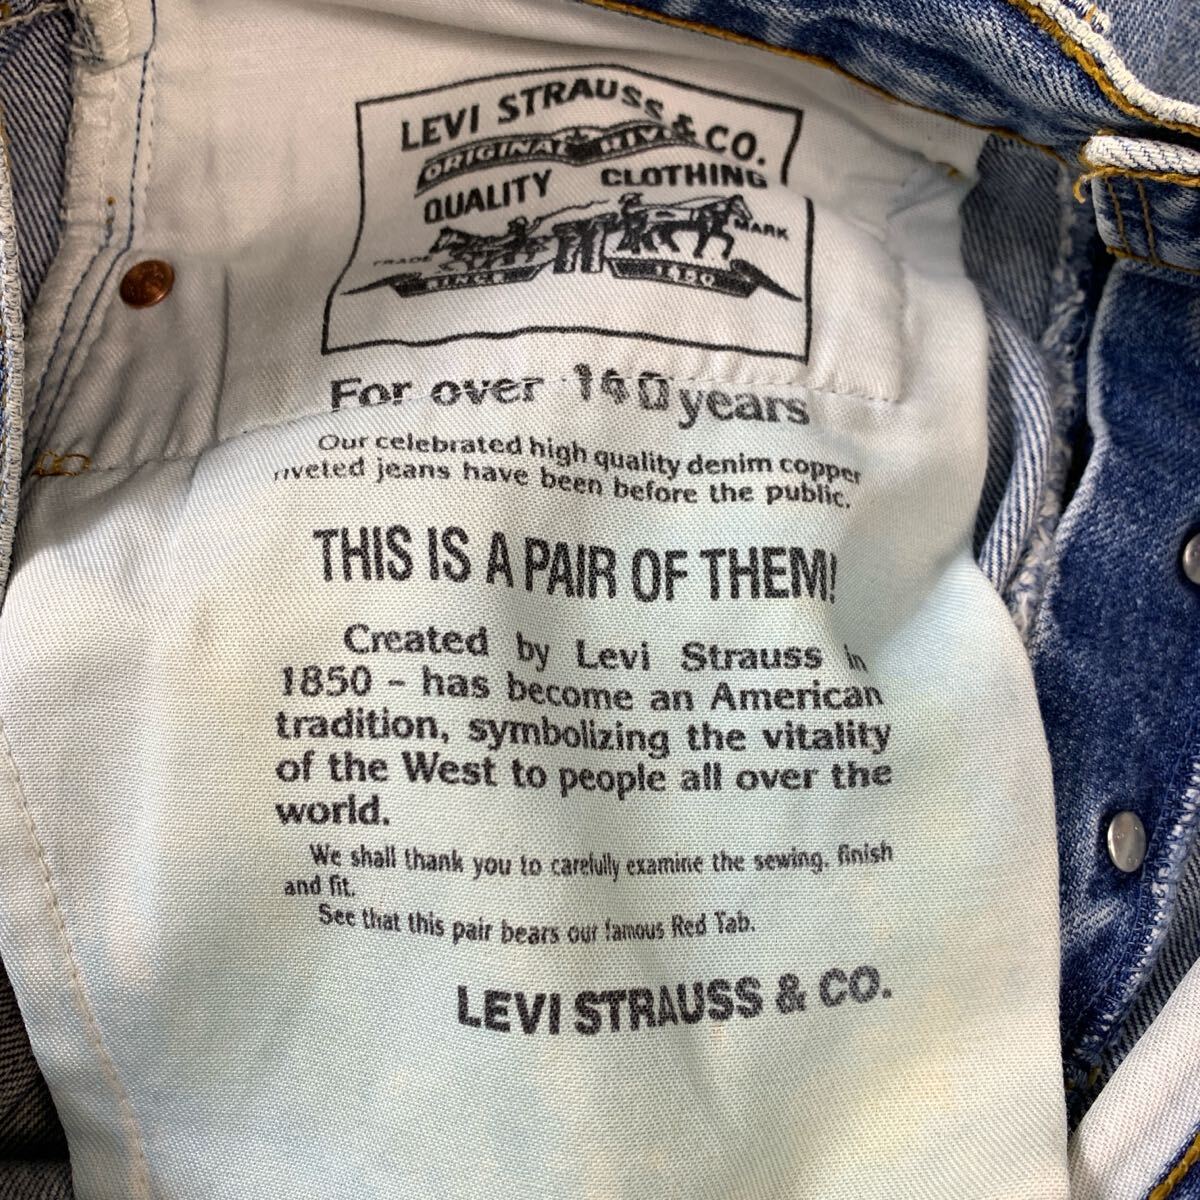 LEVI STRAUSS & CO.
ORIGINAL RIV
QUALITY CLOTHING
TRADE MARK
SINCE 1850
For over 140 years
Our celebrated high quality denim copper
riveted jeans have been before the public.
THIS IS A PAIR OF THEM!
Created by Levi Strauss in
1850 – has become an American
tradition, symbolizing the vitality
of the West to people all over the
world.
We shall thank you to carefully examine the sewing, finish
and fit.
See that this pair bears our famous Red Tab.
LEVI STRAUSS & CO.